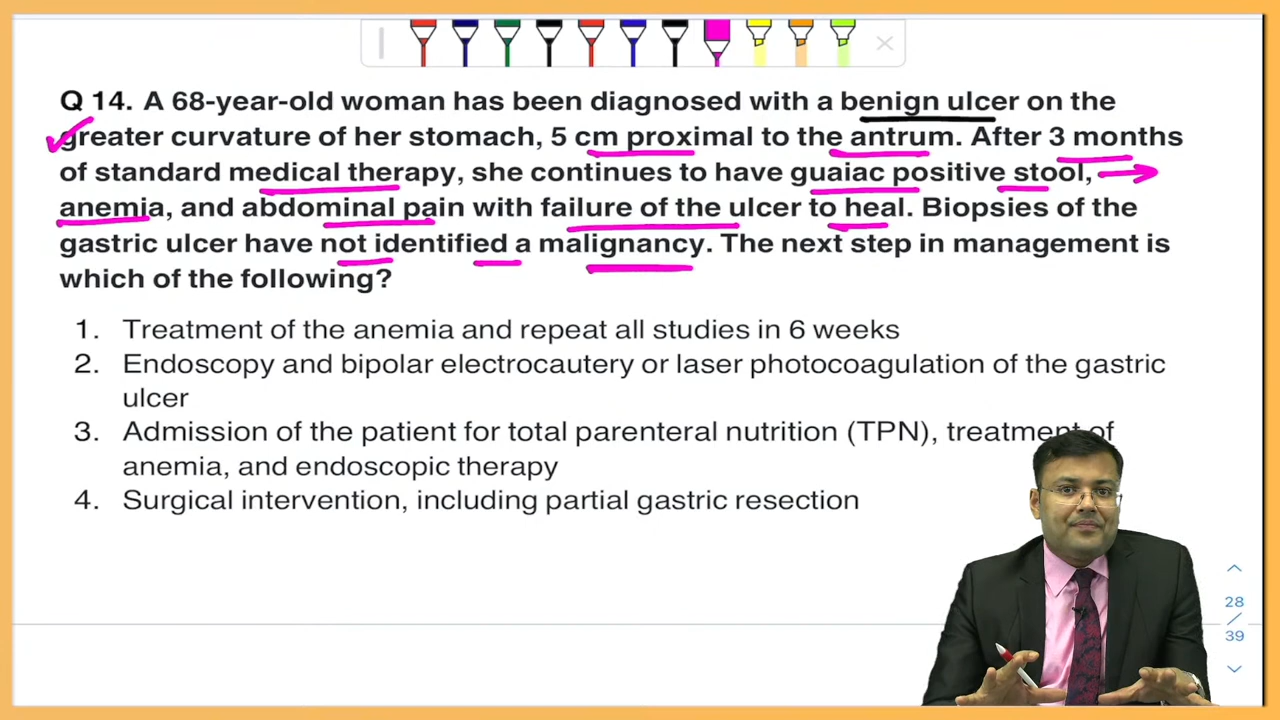 Q 14. A 68-year-old woman has been diagnosed with a benign ulcer on the
greater curvature of her stomach, 5 cm proximal to the antrum. After 3 months
of standard medical therapy, she continues to have guaiac positive stool,
anemia, and abdominal pain with failure of the ulcer to heal. Biopsies of the
gastric ulcer have not identified a malignancy. The next step in management is
which of the following?
1. Treatment of the anemia and repeat all studies in 6 weeks
2. Endoscopy and bipolar electrocautery or laser photocoagulation of the gastric
ulcer
3. Admission of the patient for total parenteral nutrition (TPN), treatment of
anemia, and endoscopic therapy
4. Surgical intervention, including partial gastric resection
28
/
39